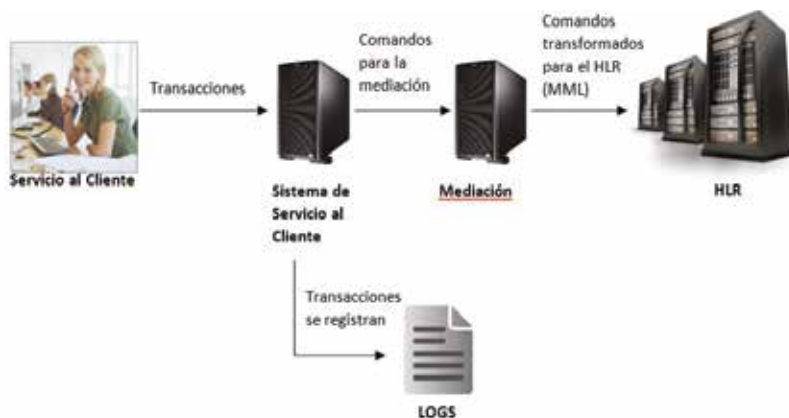 Servicio al Cliente
Transacciones
Sistema de
Servicio al
Cliente
Comandos
para la
mediación
Mediación
Comandos
transformados
para el HLR
(MML)
HLR
Transacciones
se registran
LOGS